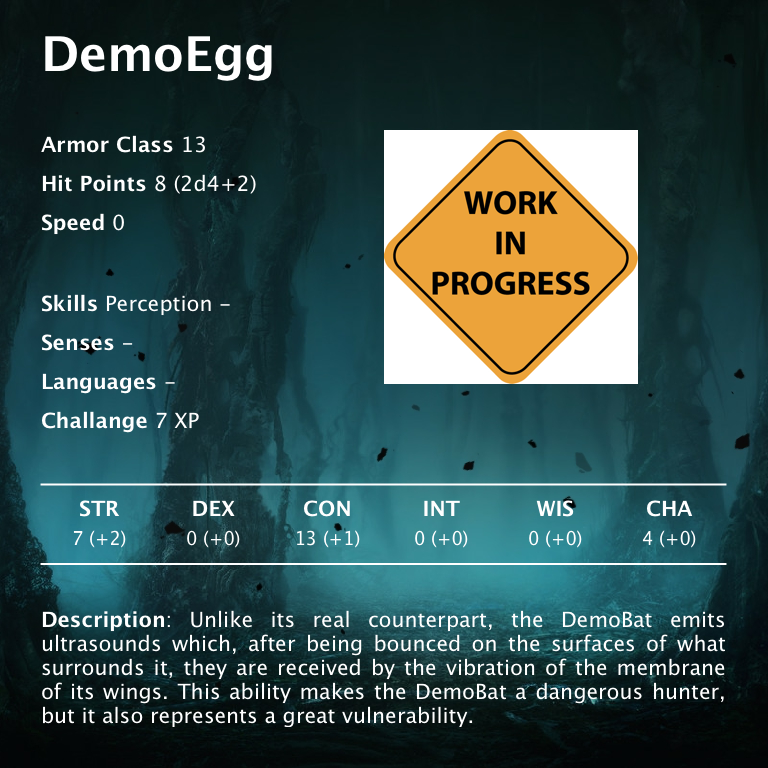 DemoEgg
Armor Class 13
Hit Points 8 (2d4+2)
Speed 0
WORK
IN
PROGRESS
Skills Perception –
Senses –
Languages –
Challange 7 XP
STR DEX CON INT WIS CHA
7 (+2) 0 (+0) 13 (+1) 0 (+0) 0 (+0) 4 (+0)
Description: Unlike its real counterpart, the DemoBat emits
ultrasounds which, after being bounced on the surfaces of what
surrounds it, they are received by the vibration of the membrane
of its wings. This ability makes the DemoBat a dangerous hunter,
but it also represents a great vulnerability.